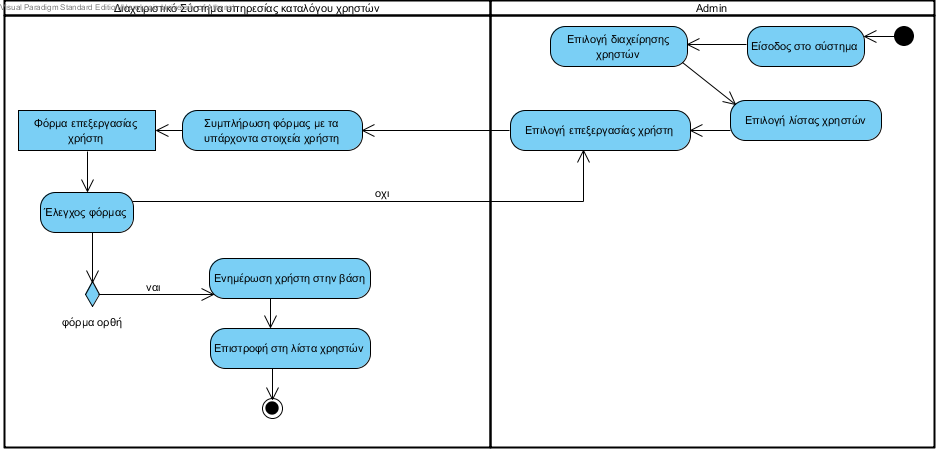 Visual Paradigm Standard Edition
Διαχειριστικό Σύστημα υπηρεσίας καταλόγου χρηστών
Admin
Επιλογή διαχείρησης
χρηστών
Είσοδος στο σύστημα
Φόρμα επεξεργασίας
χρήστη
Συμπλήρωση φόρμας με τα
υπάρχοντα στοιχεία χρήστη
Επιλογή επεξεργασίας χρήστη
Επιλογή λίστας χρηστών
οχι
Έλεγχος φόρμας
ναι
Ενημέρωση χρήστη στην βάση
φόρμα ορθή
Επιστροφή στη λίστα χρηστών